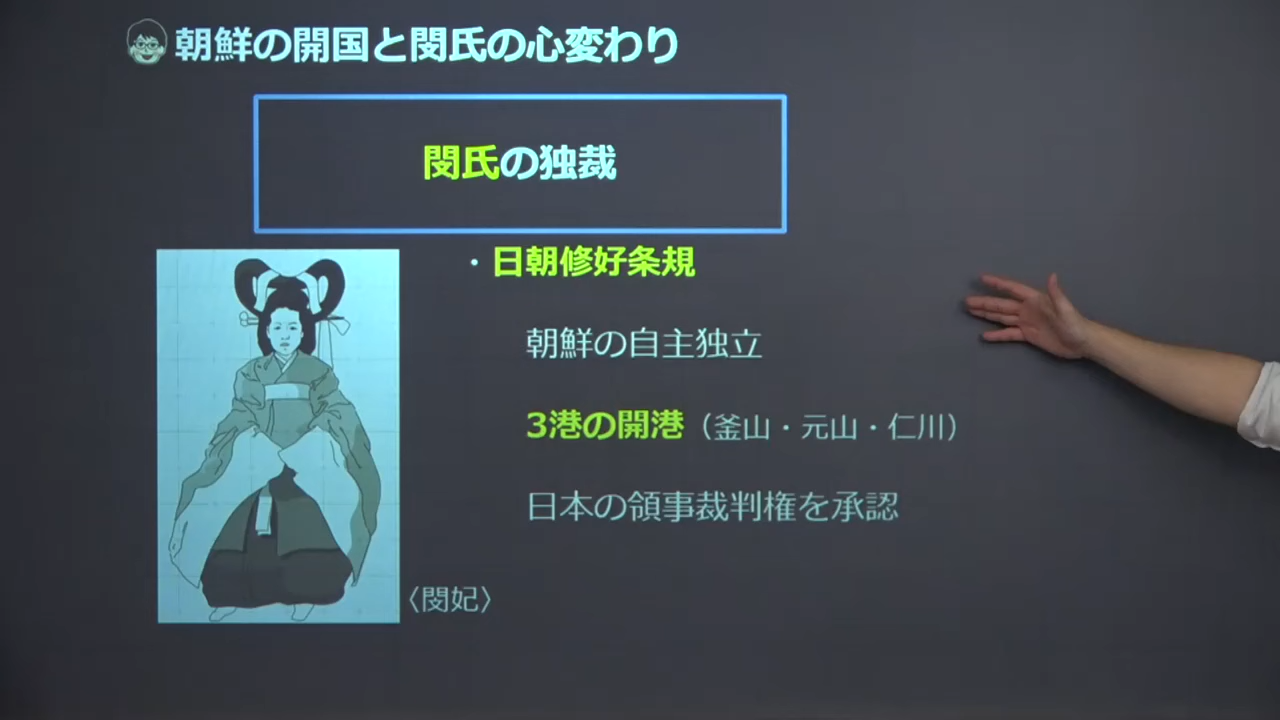 朝鮮の開国と閔氏の心変わり
閔氏の独裁
・日朝修好条規
朝鮮の自主独立
3港の開港（釜山・元山・仁川）
日本の領事裁判権を承認
〈閔妃〉